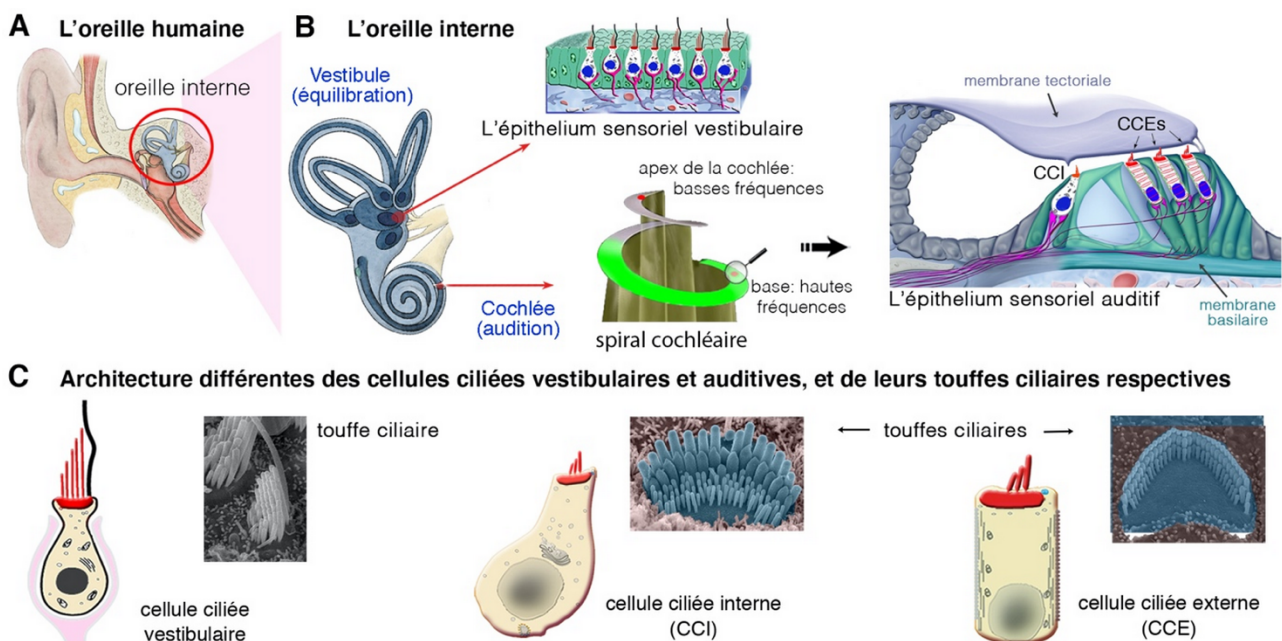 A L'oreille humaine
oreille interne
B L'oreille interne
Vestibule
(équilibration)
L'épithelium sensoriel vestibulaire
apex de la cochlée:
basses fréquences
base: hautes
fréquences
Cochlée
(audition)
spiral cochléaire
membrane tectoriale
CCEs
CCI
L'épithelium sensoriel auditif
membrane
basilaire
C Architecture différentes des cellules ciliées vestibulaires et auditives, et de leurs touffes ciliaires respectives
touffe ciliaire
touffes ciliaires
cellule ciliée
vestibulaire
cellule ciliée interne
(CCI)
cellule ciliée externe
(CCE)